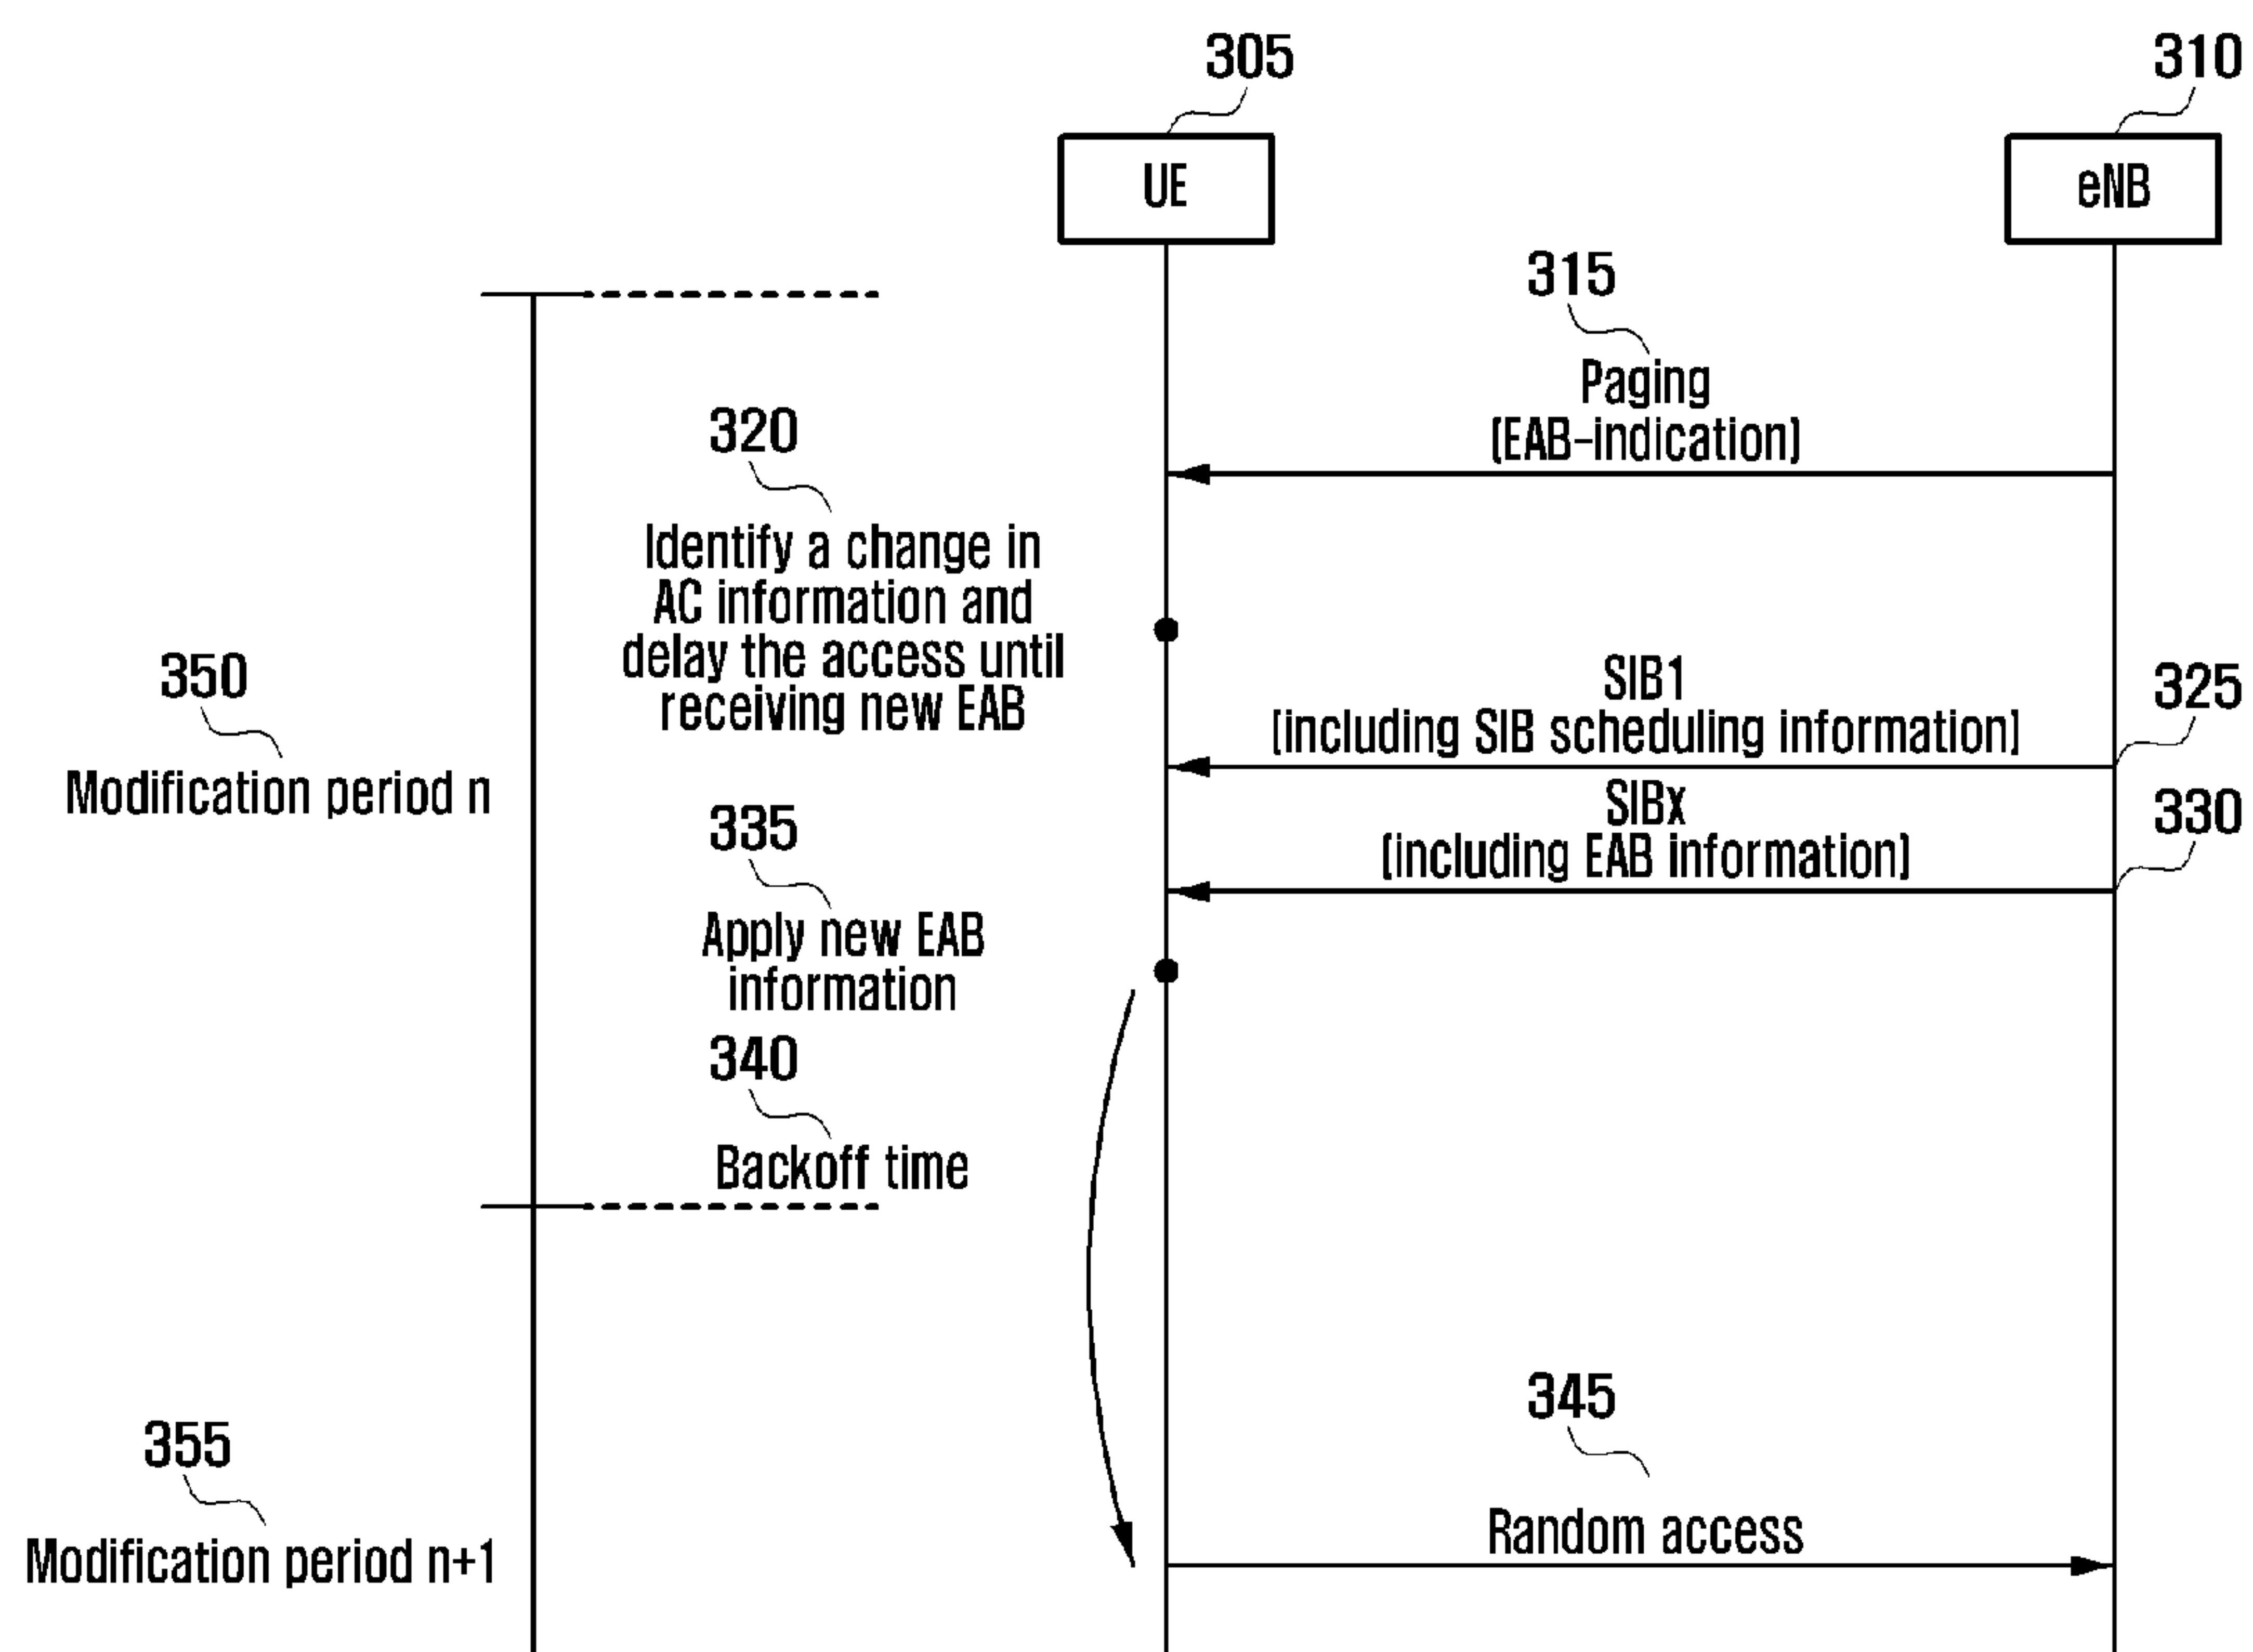 305
310
UE
eNB
315
Paging
(EAB-indication)
320
Identify a change in
AC information and
delay the access until
receiving new EAB
350
Modification period n
SIB1
(including SIB scheduling information)
325
SIBx
(including EAB information)
330
335
Apply new EAB
information
340
Backoff time
345
Random access
355
Modification period n+1